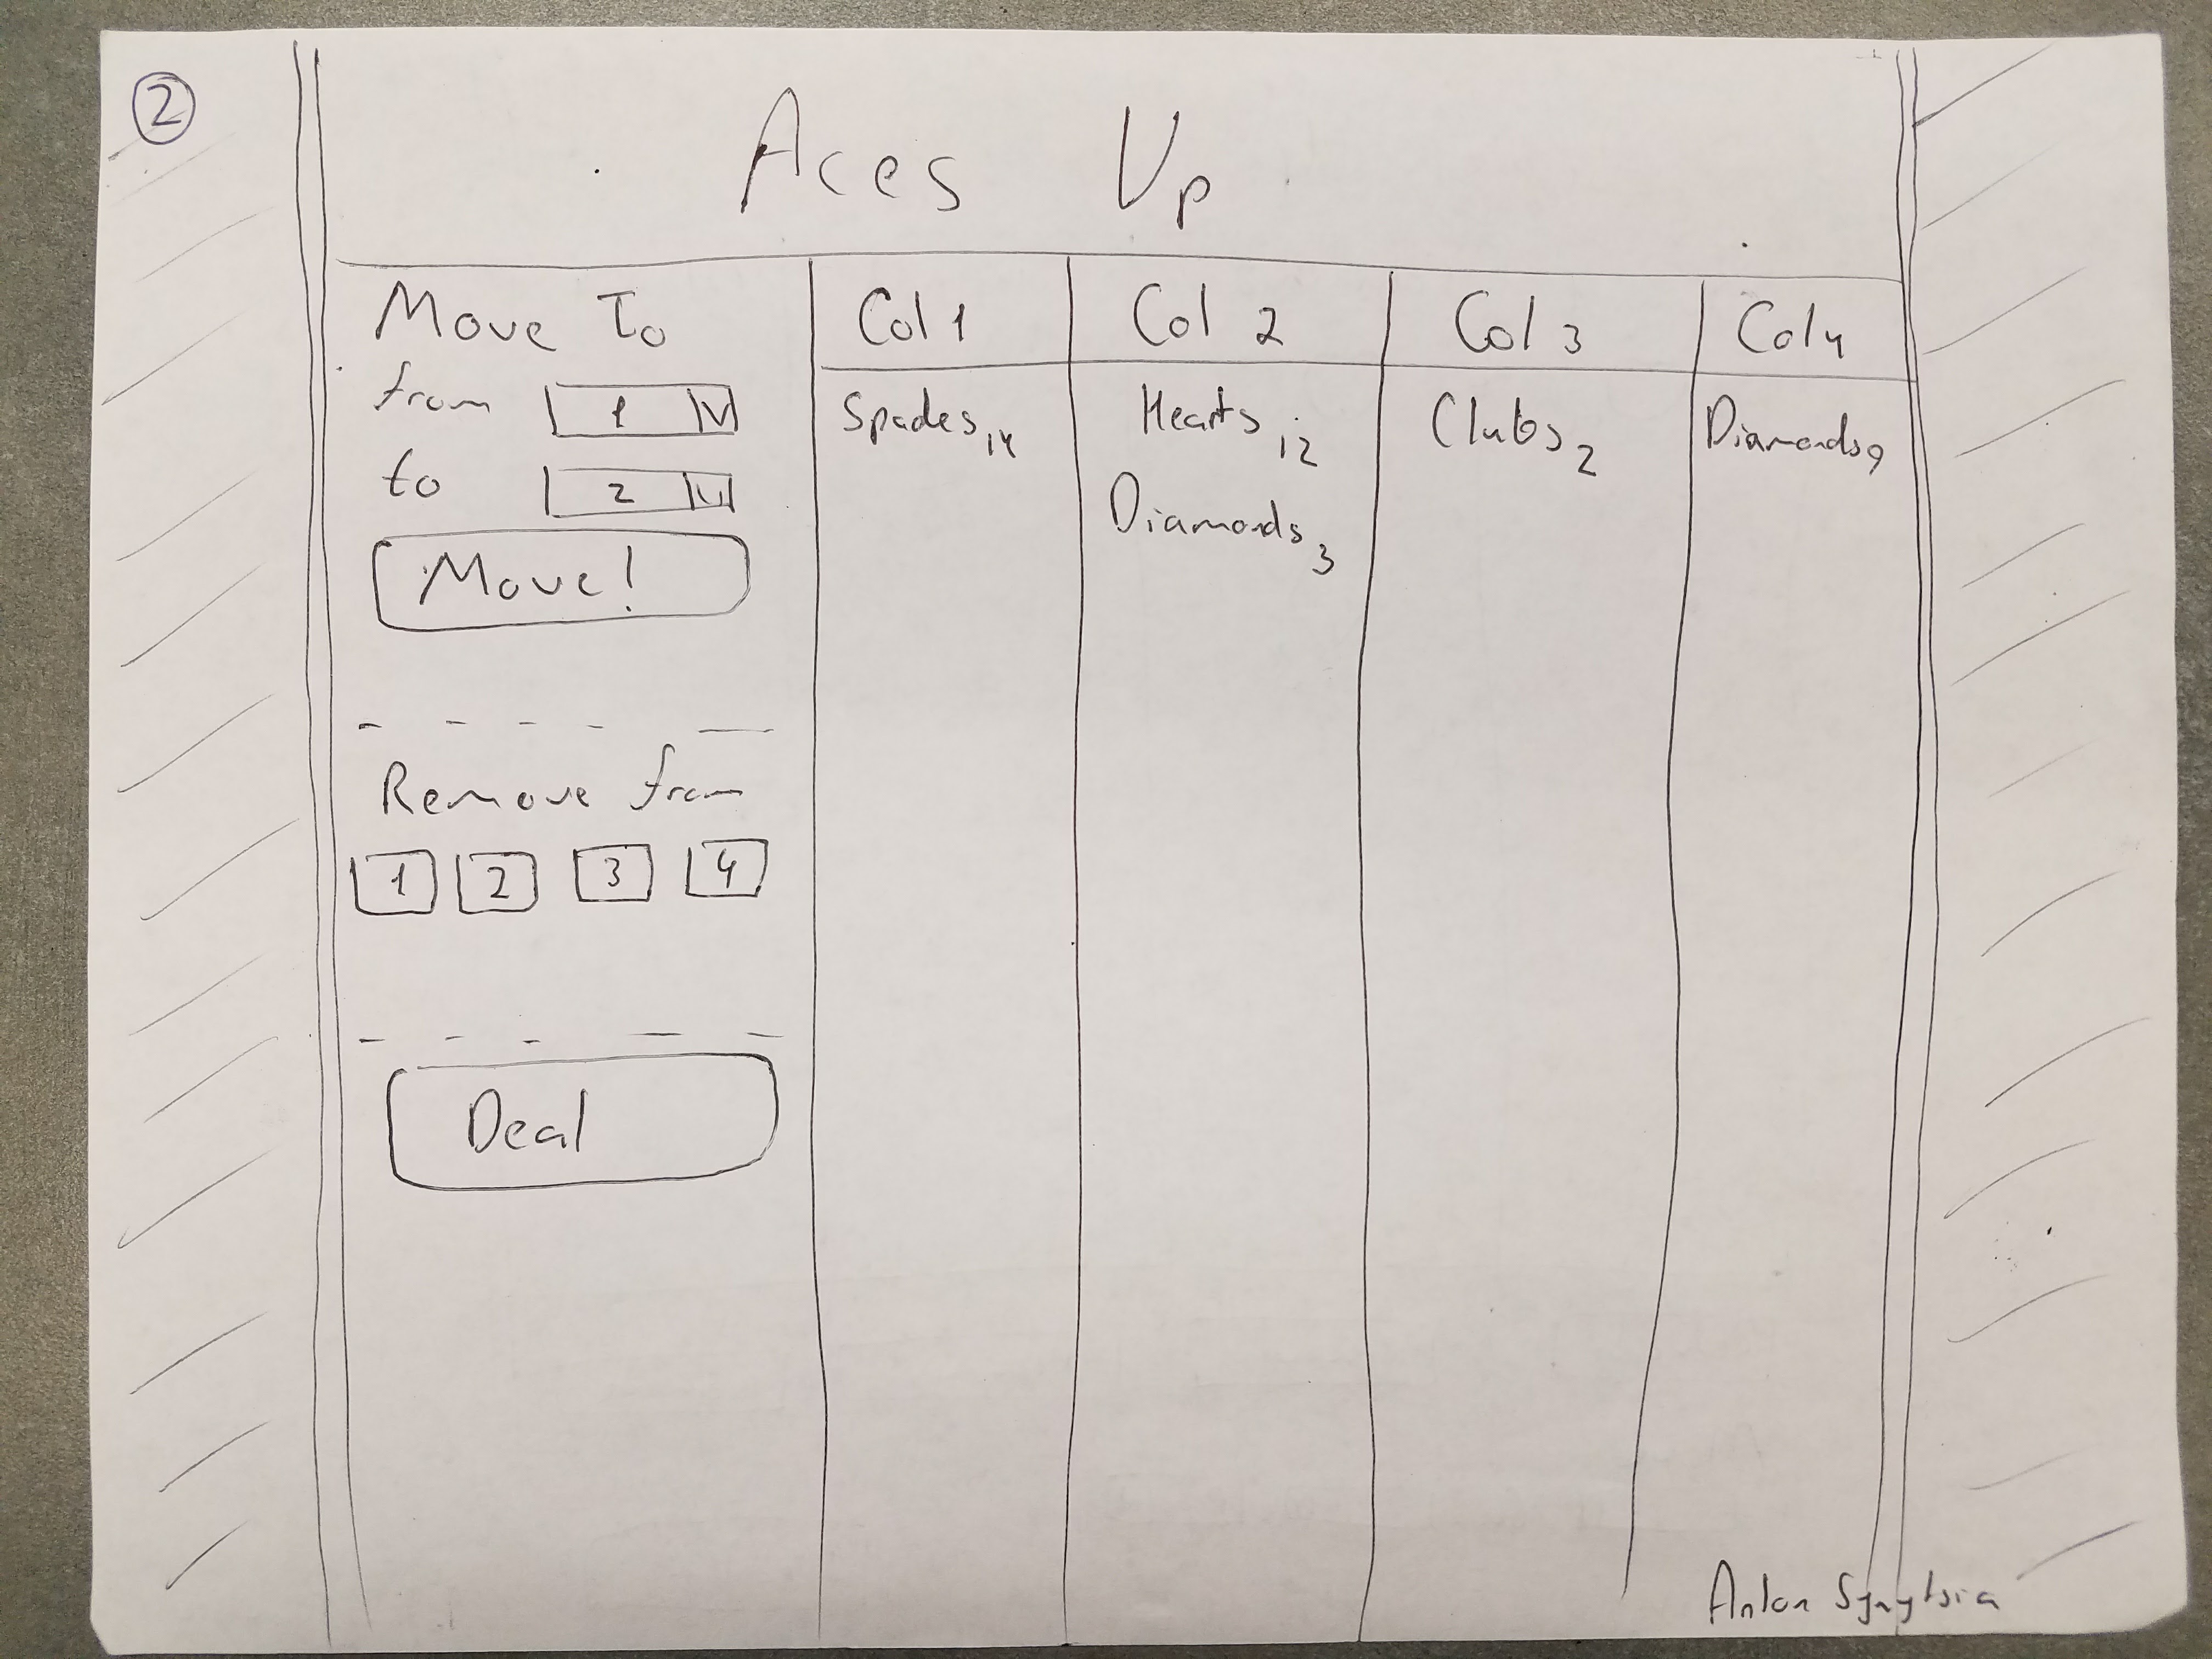 2
Aces Up
Move To
from 1 V
to 2
Move!
Remove from
1 2 3 4
Deal
Col 1 Col 2 Col 3 Col 4
Spades 14 Hearts 12 Clubs 2 Diamonds 9
Diamonds 3
Anton Synytsia